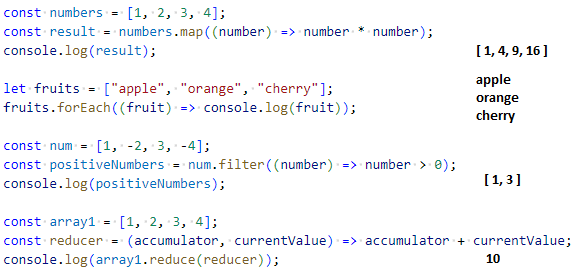 const numbers = [1, 2, 3, 4];
const result = numbers.map((number) => number * number);
console.log(result);
[ 1, 4, 9, 16 ]
let fruits = ["apple", "orange", "cherry"];
fruits.forEach((fruit) => console.log(fruit));
apple
orange
cherry
const num = [1, -2, 3, -4];
const positiveNumbers = num.filter((number) => number > 0);
console.log(positiveNumbers);
[ 1, 3 ]
const array1 = [1, 2, 3, 4];
const reducer = (accumulator, currentValue) => accumulator + currentValue;
console.log(array1.reduce(reducer));
10